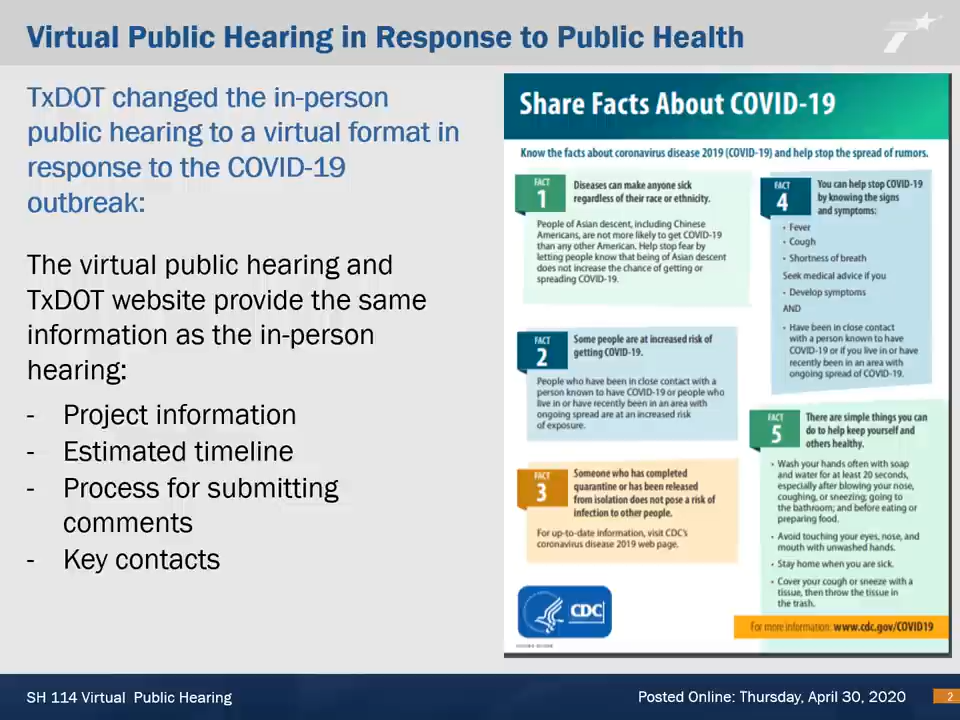 Virtual Public Hearing in Response to Public Health
TxDOT changed the in-person
public hearing to a virtual format in
response to the COVID-19
outbreak:
The virtual public hearing and
TxDOT website provide the same
information as the in-person
hearing:
- Project information
- Estimated timeline
- Process for submitting
comments
- Key contacts
Share Facts About COVID-19
Know the facts about coronavirus disease 2019 (COVID-19) and help stop the spread of rumors.
FACT
1
Diseases can make anyone sick
regardless of their race or ethnicity.
People of Asian descent, including Chinese
Americans, are not more likely to get COVID-19
than any other American. Help stop fear by
letting people know that being of Asian descent
does not increase the chance of getting or
spreading COVID-19.
FACT
2
Some people are at increased risk of
getting COVID-19.
People who have been in close contact with a
person known to have COVID-19 or people who
live in or have recently been in an area with
ongoing spread are at an increased risk
of exposure.
FACT
3
Someone who has completed
quarantine or has been released
from isolation does not pose a risk of
infection to other people.
For up-to-date information, visit CDC's
coronavirus disease 2019 web page.
FACT
4
You can help stop COVID-19
by knowing the signs
and symptoms:
• Fever
• Cough
• Shortness of breath
Seek medical advice if you
• Develop symptoms
AND
• Have been in close contact
with a person known to have
COVID-19 or if you live in or have
recently been in an area with
ongoing spread of COVID-19.
FACT
5
There are simple things you can
do to help keep yourself and
others healthy.
• Wash your hands often with soap
and water for at least 20 seconds,
especially after blowing your nose,
coughing, or sneezing; going to
the bathroom; and before eating or
preparing food.
• Avoid touching your eyes, nose, and
mouth with unwashed hands.
• Stay home when you are sick.
• Cover your cough or sneeze with a
tissue, then throw the tissue in
the trash.
CDC
For more information: www.cdc.gov/COVID19
SH 114 Virtual Public Hearing
Posted Online: Thursday, April 30, 2020
2